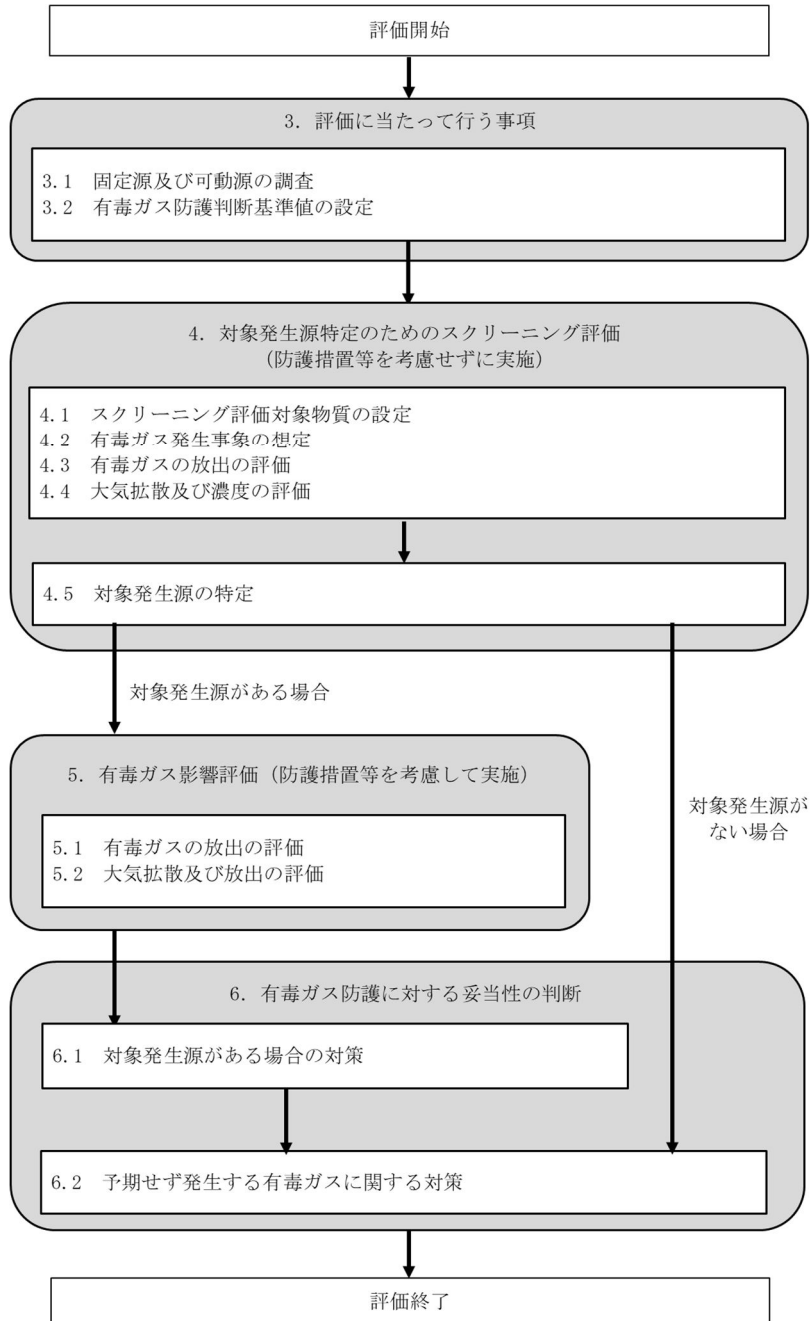 評価開始
3. 評価に当たって行う事項
3.1 固定源及び可動源の調査
3.2 有毒ガス防護判断基準値の設定
4. 対象発生源特定のためのスクリーニング評価
(防護措置等を考慮せずに実施)
4.1 スクリーニング評価対象物質の設定
4.2 有毒ガス発生事象の想定
4.3 有毒ガスの放出の評価
4.4 大気拡散及び濃度の評価
4.5 対象発生源の特定
対象発生源がある場合
5. 有毒ガス影響評価（防護措置等を考慮して実施）
5.1 有毒ガスの放出の評価
5.2 大気拡散及び放出の評価
対象発生源が
ない場合
6. 有毒ガス防護に対する妥当性の判断
6.1 対象発生源がある場合の対策
6.2 予期せず発生する有毒ガスに関する対策
評価終了